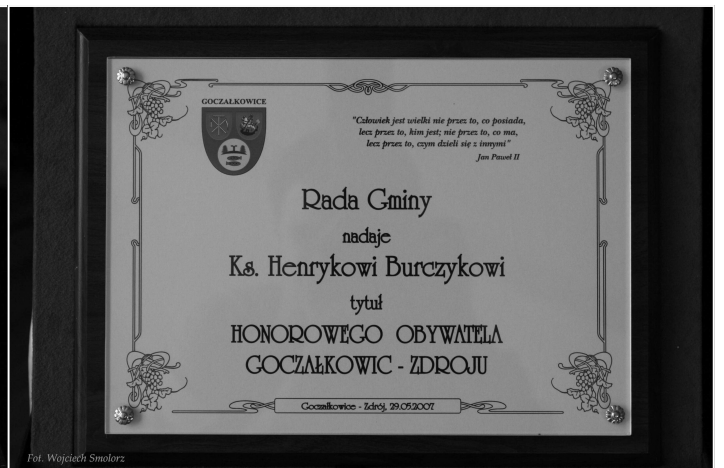 GOCZAŁKOWICE
"Człowiek jest wielki nie przez to, co posiada,
lecz przez to, kim jest; nie przez to, co ma,
lecz przez to, czym dzieli się z innymi"
Jan Paweł II
Rada Gminy
nadaje
Ks. Henrykowi Burczykowi
tytuł
HONOROWEGO OBYWATELA
GOCZAŁKOWIC - ZDROJU
Goczałkowice - Zdrój, 29.05.2007
Fot. Wojciech Smolorz